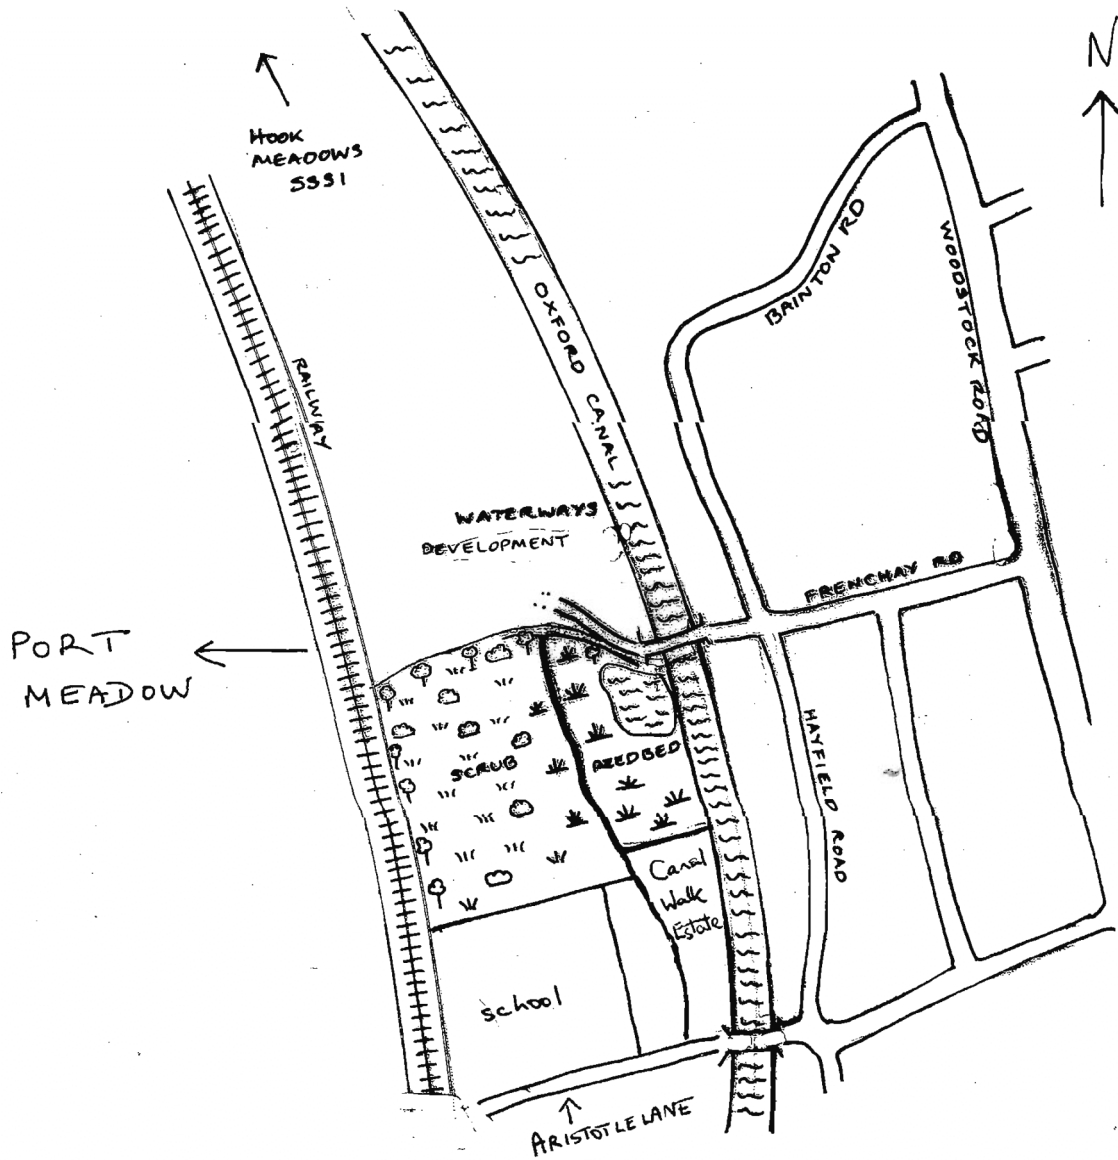 N
HOOK
MEADOWS
SSSI
BAINTON RD
WOODSTOCK ROAD
OXFORD CANAL
RAILWAY
WATERWAYS
DEVELOPMENT
FRENCHAY RD
PORT
MEADOW
SCRUB
REEDBED
HAYFIELD ROAD
Canal
Walk
Estate
school
ARISTOTLE LANE